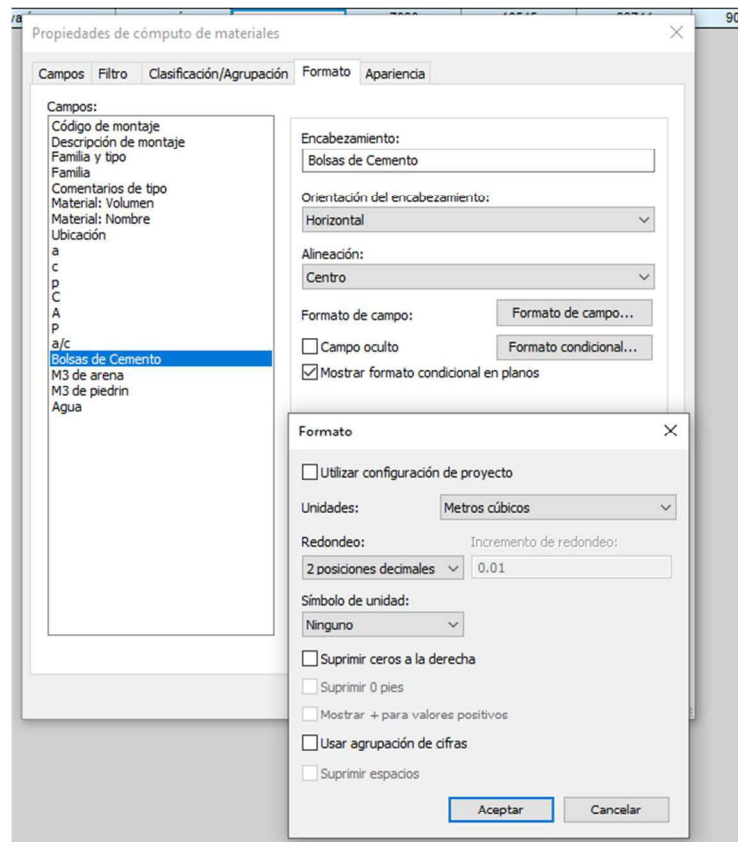 Propiedades de cómputo de materiales
Campos Filtro Clasificación/Agrupación Formato Apariencia
Campos:
Código de montaje
Descripción de montaje
Familia y tipo
Familia
Comentarios de tipo
Material: Volumen
Material: Nombre
Ubicación
a
c
p
C
A
P
a/c
Bolsas de Cemento
M3 de arena
M3 de piedrin
Agua
Encabezamiento:
Bolsas de Cemento
Orientación del encabezamiento:
Horizontal
Alineación:
Centro
Formato de campo: Formato de campo...
Campo oculto Formato condicional...
Mostrar formato condicional en planos
Formato
Utilizar configuración de proyecto
Unidades: Metros cúbicos
Redondeo: Incremento de redondeo:
2 posiciones decimales 0.01
Símbolo de unidad:
Ninguno
Suprimir ceros a la derecha
Suprimir 0 pies
Mostrar + para valores positivos
Usar agrupación de cifras
Suprimir espacios
Aceptar Cancelar